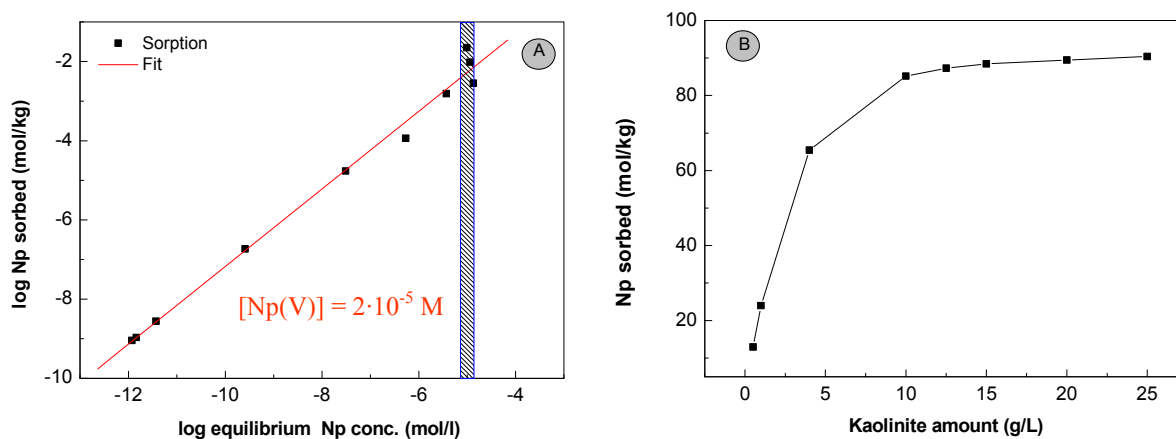 Sorption
Fit
A
-2
-4
-6
-8
-10
log Np sorbed (mol/kg)
[Np(V)] = 2·10⁻⁵ M
-12 -10 -8 -6 -4
log equilibrium Np conc. (mol/l)
B
100
80
60
40
20
Np sorbed (mol/kg)
0 5 10 15 20 25
Kaolinite amount (g/L)